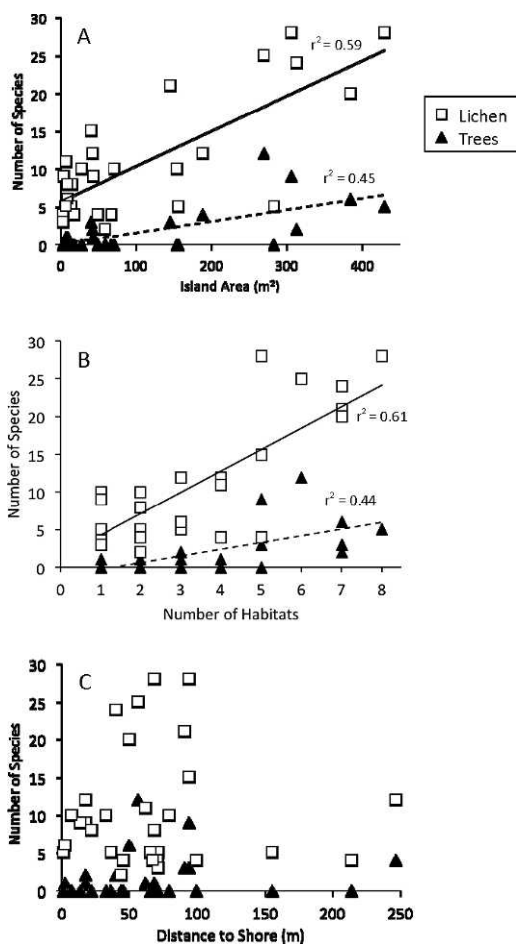 A
Number of Species
30
25
20
15
10
5
0
r² = 0.59
r² = 0.45
0
100
200
300
400
Island Area (m²)
Lichen
Trees
B
Number of Species
30
25
20
15
10
5
0
r² = 0.61
r² = 0.44
0
1
2
3
4
5
6
7
8
Number of Habitats
C
Number of Species
30
25
20
15
10
5
0
0
50
100
150
200
250
Distance to Shore (m)